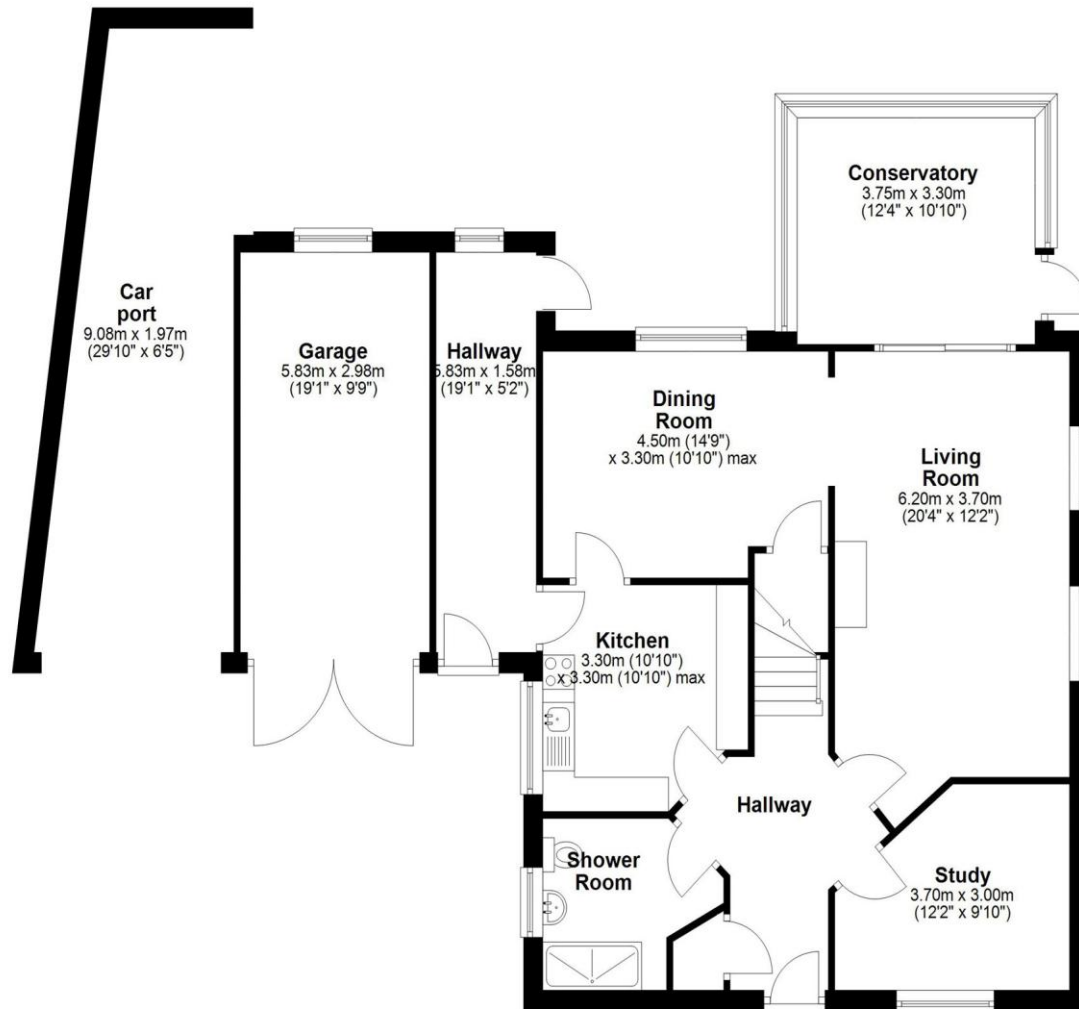 Conservatory
3.75m x 3.30m
(12'4" x 10'10")
Car
port
9.08m x 1.97m
(29'10" x 6'5")
Garage
5.83m x 2.98m
(19'1" x 9'9")
Hallway
5.83m x 1.58m
(19'1" x 5'2")
Dining
Room
4.50m (14'9")
x 3.30m (10'10") max
Living
Room
6.20m x 3.70m
(20'4" x 12'2")
Kitchen
3.30m (10'10")
x 3.30m (10'10") max
Hallway
Shower
Room
Study
3.70m x 3.00m
(12'2" x 9'10")